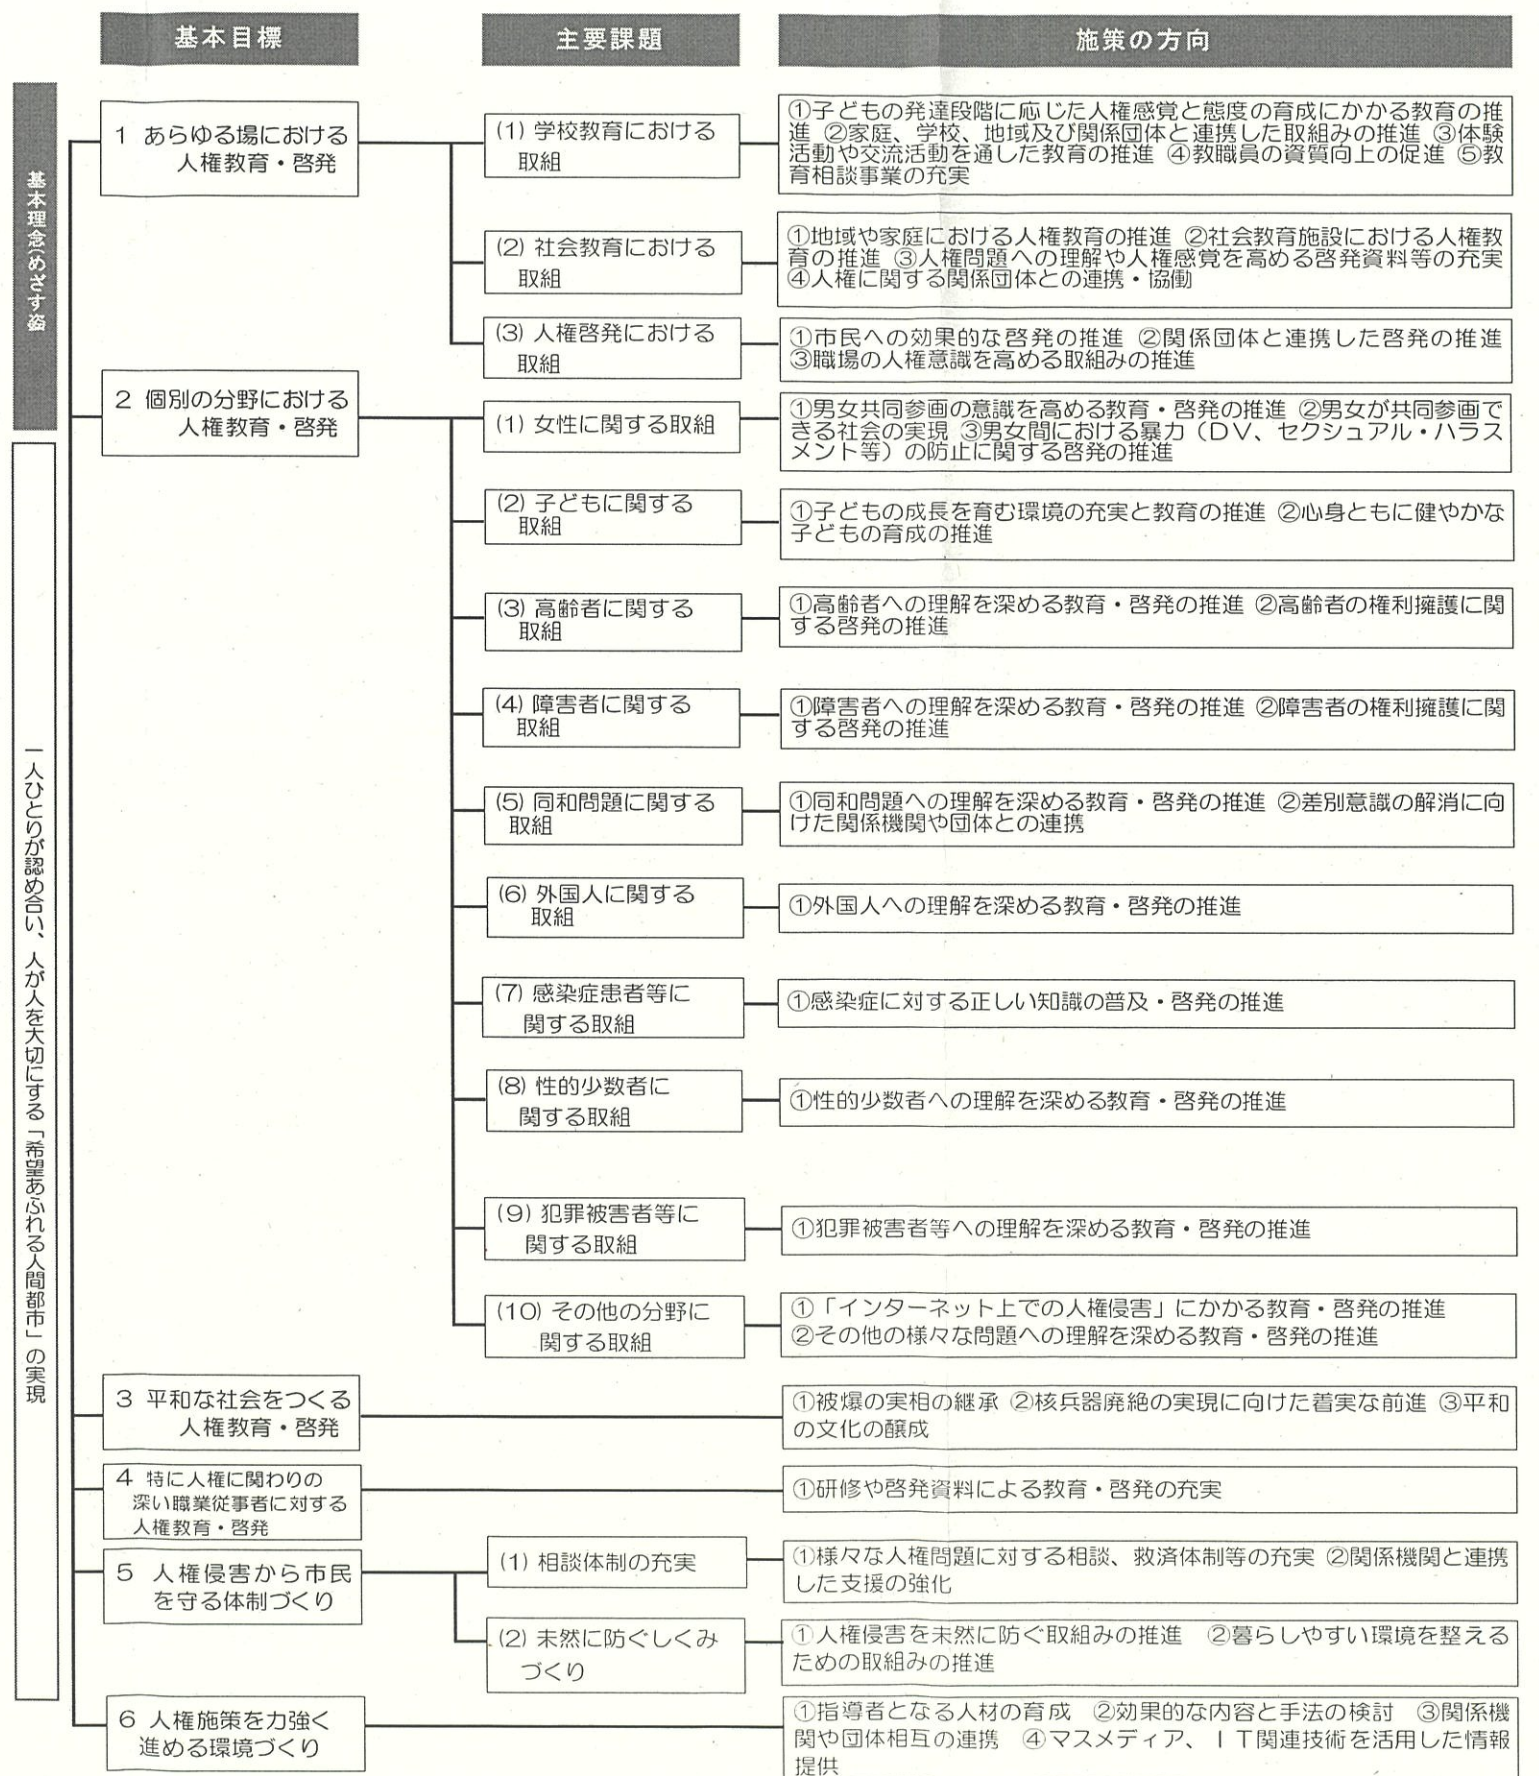 基本目標
主要課題
施策の方向
基本理念(めざす姿
一人ひとりが認め合い、人が人を大切にする「希望あふれる人間都市」の実現
1 あらゆる場における
人権教育・啓発
(1) 学校教育における
取組
①子どもの発達段階に応じた人権感覚と態度の育成にかかる教育の推
進 ②家庭、学校、地域及び関係団体と連携した取組みの推進 ③体験
活動や交流活動を通した教育の推進 ④教職員の資質向上の促進 ⑤教
育相談事業の充実
(2) 社会教育における
取組
①地域や家庭における人権教育の推進 ②社会教育施設における人権教
育の推進 ③人権問題への理解や人権感覚を高める啓発資料等の充実
④人権に関する関係団体との連携・協働
(3) 人権啓発における
取組
①市民への効果的な啓発の推進 ②関係団体と連携した啓発の推進
③職場の人権意識を高める取組みの推進
2 個別の分野における
人権教育・啓発
(1) 女性に関する取組
①男女共同参画の意識を高める教育・啓発の推進 ②男女が共同参画で
きる社会の実現 ③男女間における暴力（DV、セクシュアル・ハラス
メント等）の防止に関する啓発の推進
(2) 子どもに関する
取組
①子どもの成長を育む環境の充実と教育の推進 ②心身ともに健やかな
子どもの育成の推進
(3) 高齢者に関する
取組
①高齢者への理解を深める教育・啓発の推進 ②高齢者の権利擁護に関
する啓発の推進
(4) 障害者に関する
取組
①障害者への理解を深める教育・啓発の推進 ②障害者の権利擁護に関
する啓発の推進
(5) 同和問題に関する
取組
①同和問題への理解を深める教育・啓発の推進 ②差別意識の解消に向
けた関係機関や団体との連携
(6) 外国人に関する
取組
①外国人への理解を深める教育・啓発の推進
(7) 感染症患者等に
関する取組
①感染症に対する正しい知識の普及・啓発の推進
(8) 性的少数者に
関する取組
①性的少数者への理解を深める教育・啓発の推進
(9) 犯罪被害者等に
関する取組
①犯罪被害者等への理解を深める教育・啓発の推進
(10) その他の分野に
関する取組
①「インターネット上での人権侵害」にかかる教育・啓発の推進
②その他の様々な問題への理解を深める教育・啓発の推進
3 平和な社会をつくる
人権教育・啓発
①被爆の実相の継承 ②核兵器廃絶の実現に向けた着実な前進 ③平和
の文化の醸成
4 特に人権に関わりの
深い職業従事者に対する
人権教育・啓発
①研修や啓発資料による教育・啓発の充実
5 人権侵害から市民
を守る体制づくり
(1) 相談体制の充実
①様々な人権問題に対する相談、救済体制等の充実 ②関係機関と連携
した支援の強化
(2) 未然に防ぐしくみ
づくり
①人権侵害を未然に防ぐ取組みの推進 ②暮らしやすい環境を整える
ための取組みの推進
6 人権施策を力強く
進める環境づくり
①指導者となる人材の育成 ②効果的な内容と手法の検討 ③関係機
関や団体相互の連携 ④マスメディア、IT関連技術を活用した情報
提供